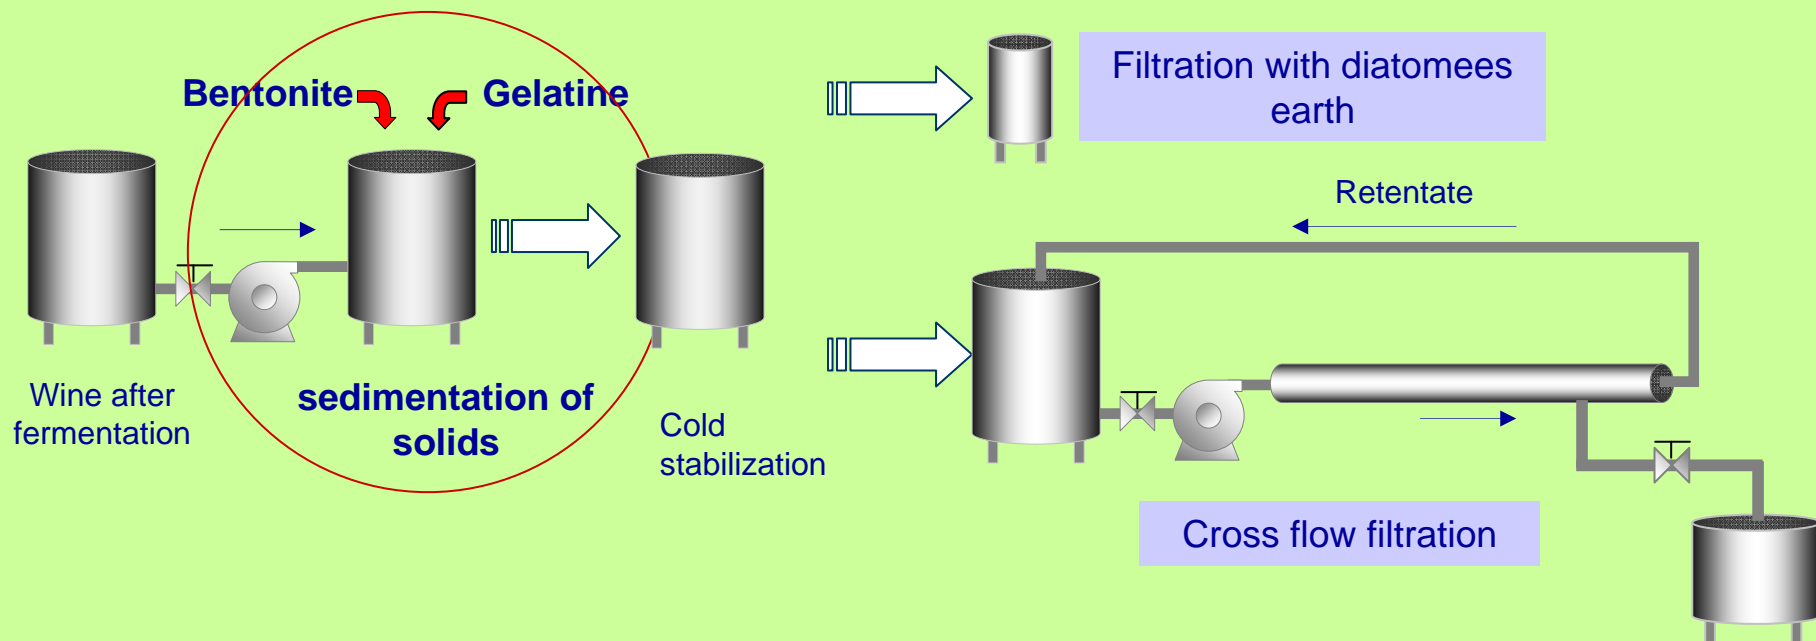 Bentonite
Gelatine
Wine after
fermentation
sedimentation of
solids
Cold
stabilization
Filtration with diatomees
earth
Retentate
Cross flow filtration